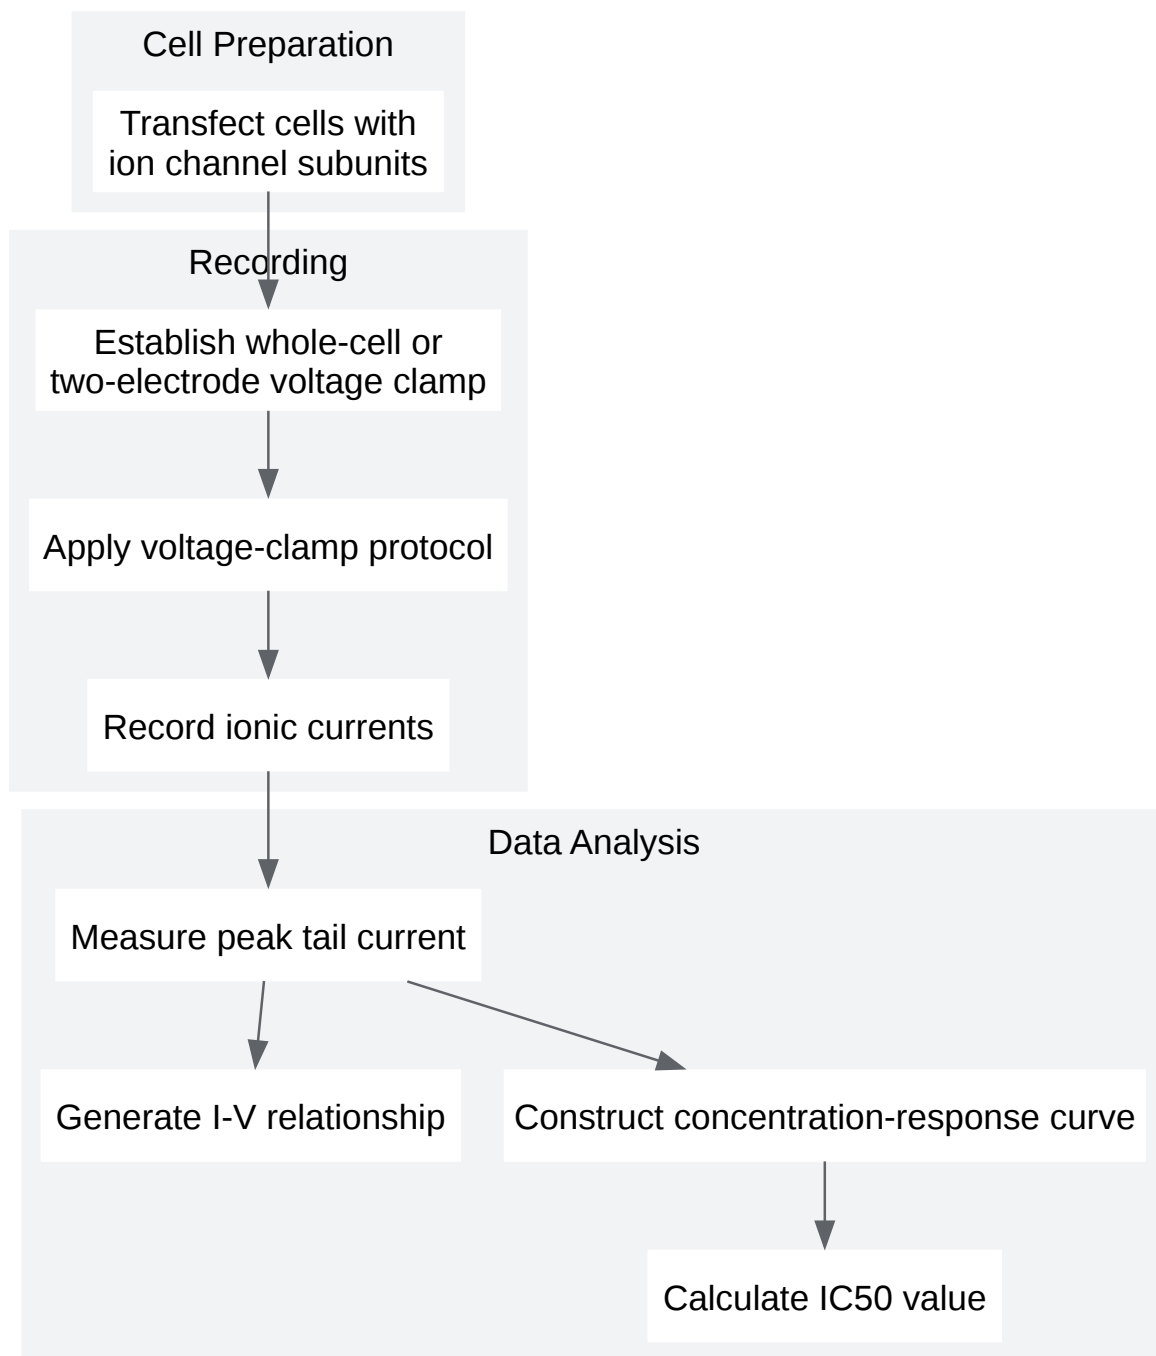 Cell Preparation
Transfect cells with
ion channel subunits
Recording
Establish whole-cell or
two-electrode voltage clamp
Apply voltage-clamp protocol
Record ionic currents
Data Analysis
Measure peak tail current
Generate I-V relationship
Construct concentration-response curve
Calculate IC50 value